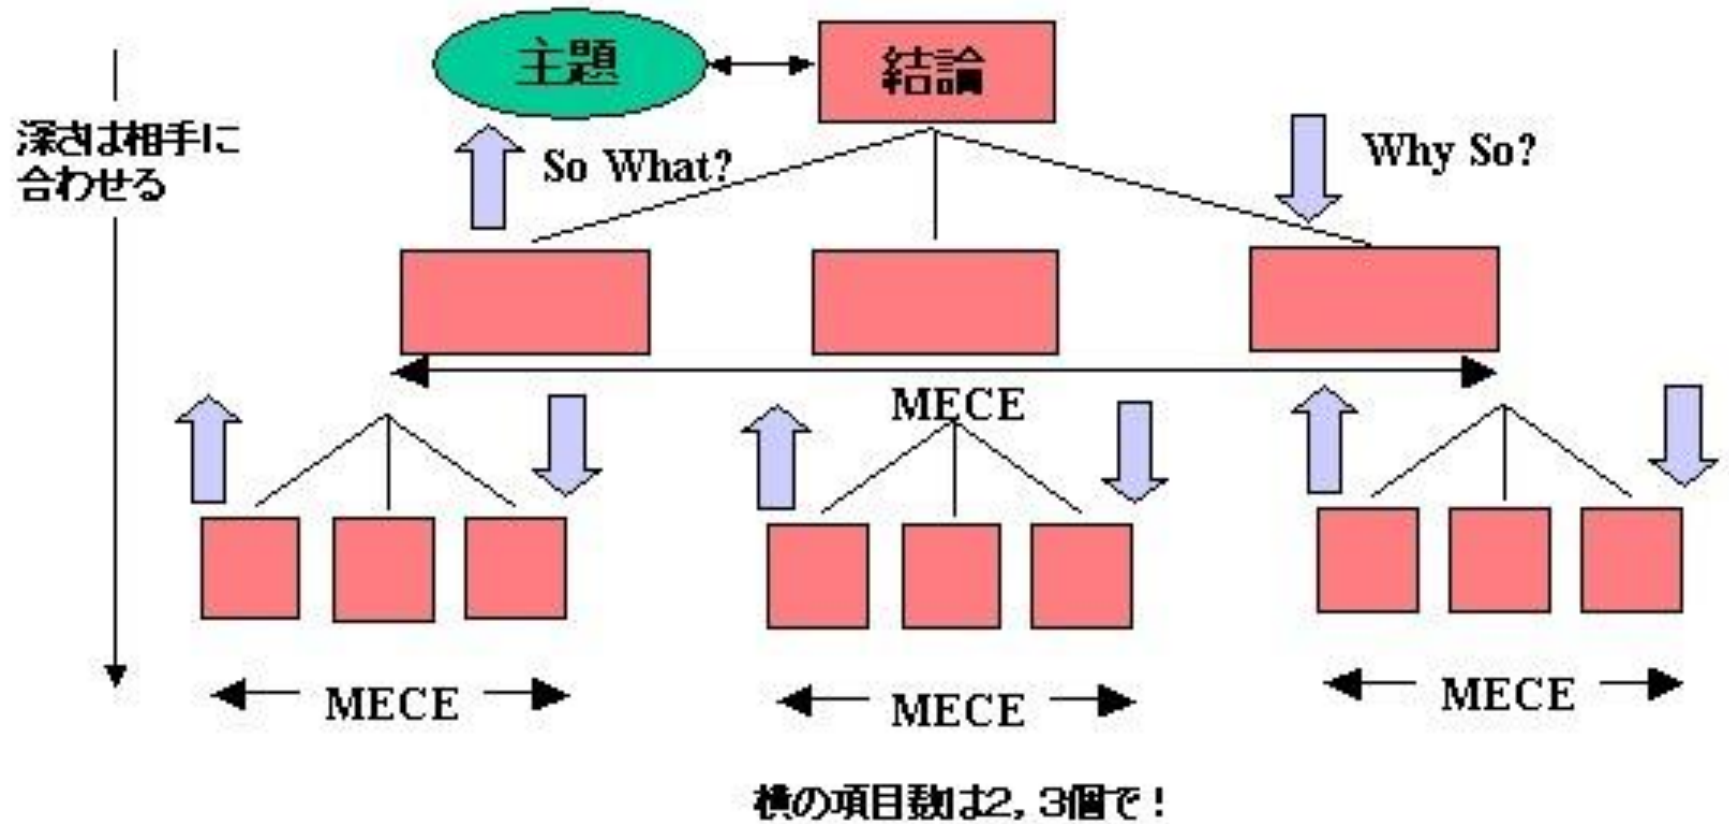 主題
結論
深さは相手に
合わせる
So What?
Why So?
MECE
MECE
MECE
MECE
横の項目数は2, 3個で!